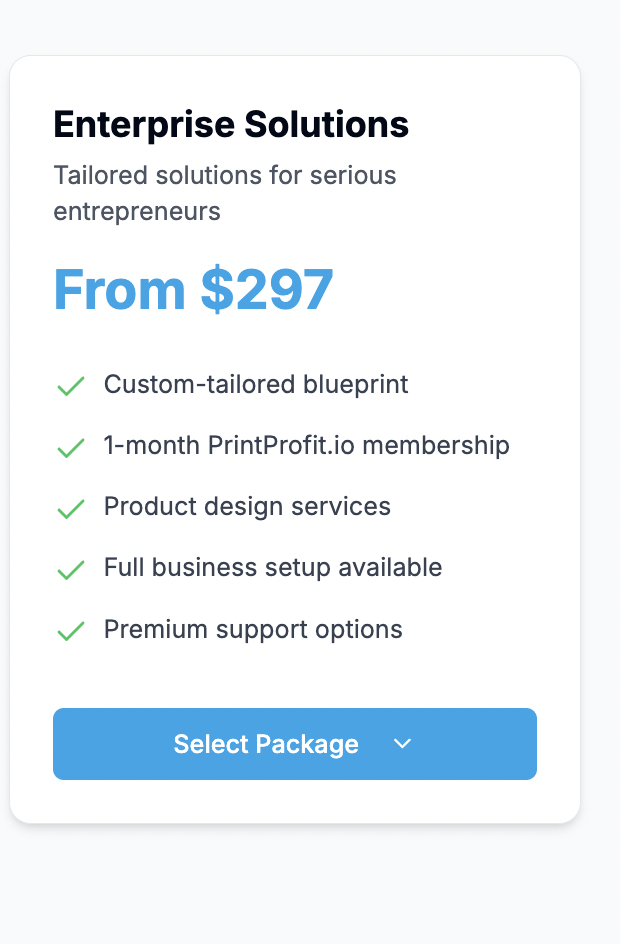 Enterprise Solutions
Tailored solutions for serious
entrepreneurs
From $297
Custom-tailored blueprint
1-month PrintProfit.io membership
Product design services
Full business setup available
Premium support options
Select Package